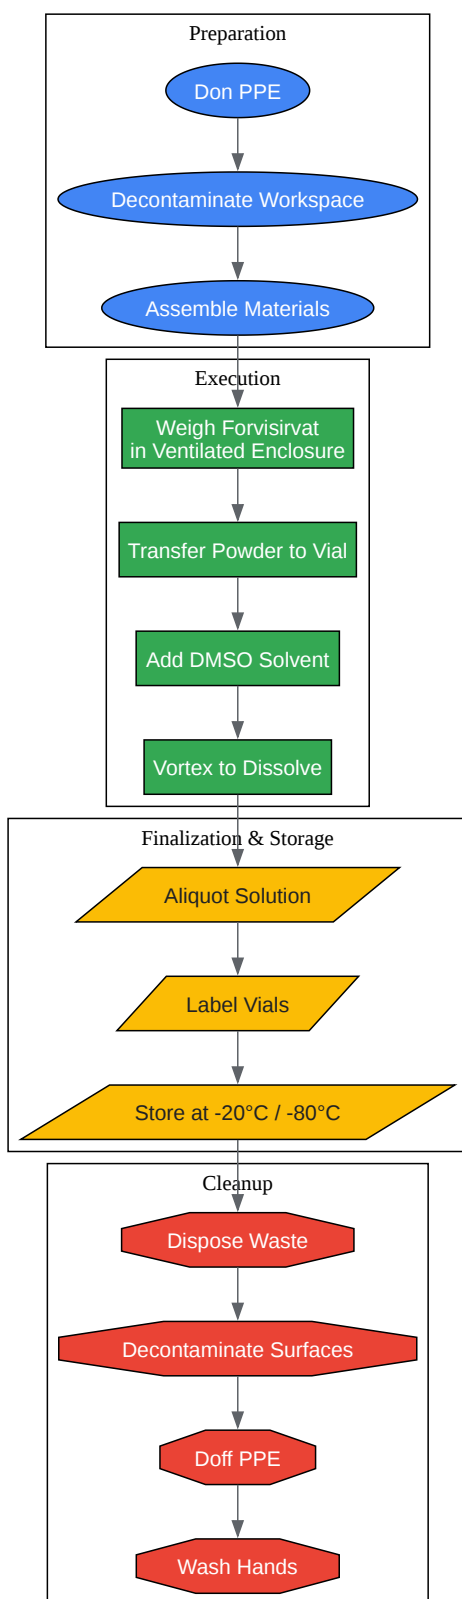 Preparation
Don PPE
Decontaminate Workspace
Assemble Materials
Execution
Weigh Forvisirvat
in Ventilated Enclosure
Transfer Powder to Vial
Add DMSO Solvent
Vortex to Dissolve
Finalization & Storage
Aliquot Solution
Label Vials
Store at -20°C / -80°C
Cleanup
Dispose Waste
Decontaminate Surfaces
Doff PPE
Wash Hands